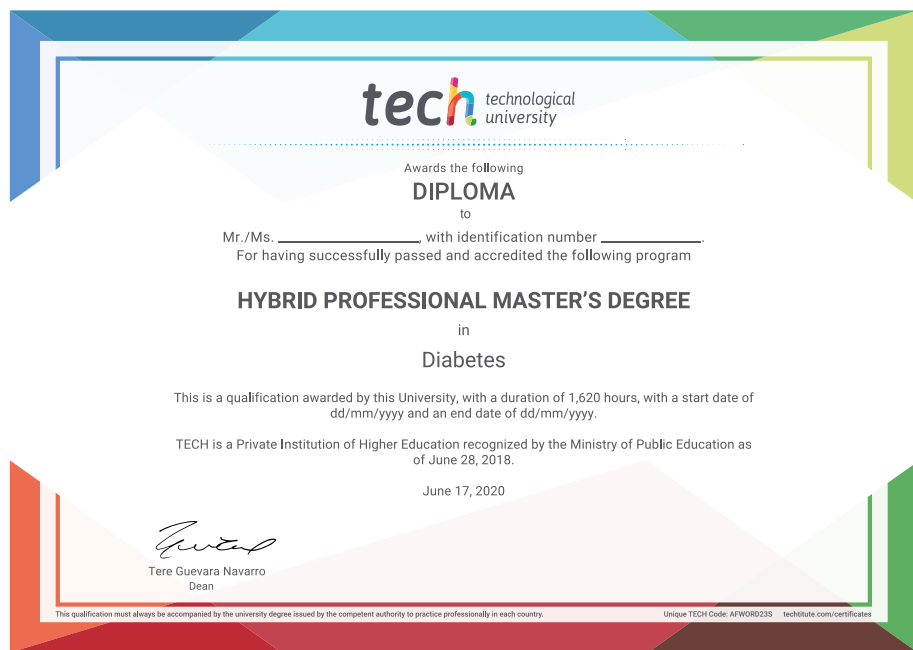 tech technological
university
Awards the following
DIPLOMA
to
Mr./Ms. ____________, with identification number ____________.
For having successfully passed and accredited the following program
HYBRID PROFESSIONAL MASTER'S DEGREE
in
Diabetes
This is a qualification awarded by this University, with a duration of 1,620 hours, with a start date of
dd/mm/yyyy and an end date of dd/mm/yyyy.
TECH is a Private Institution of Higher Education recognized by the Ministry of Public Education as
of June 28, 2018.
June 17, 2020
Tere Guevara Navarro
Dean
This qualification must always be accompanied by the university degree issued by the competent authority to practice professionally in each country.
Unique TECH Code: AFWORD23S techtitute.com/certificates